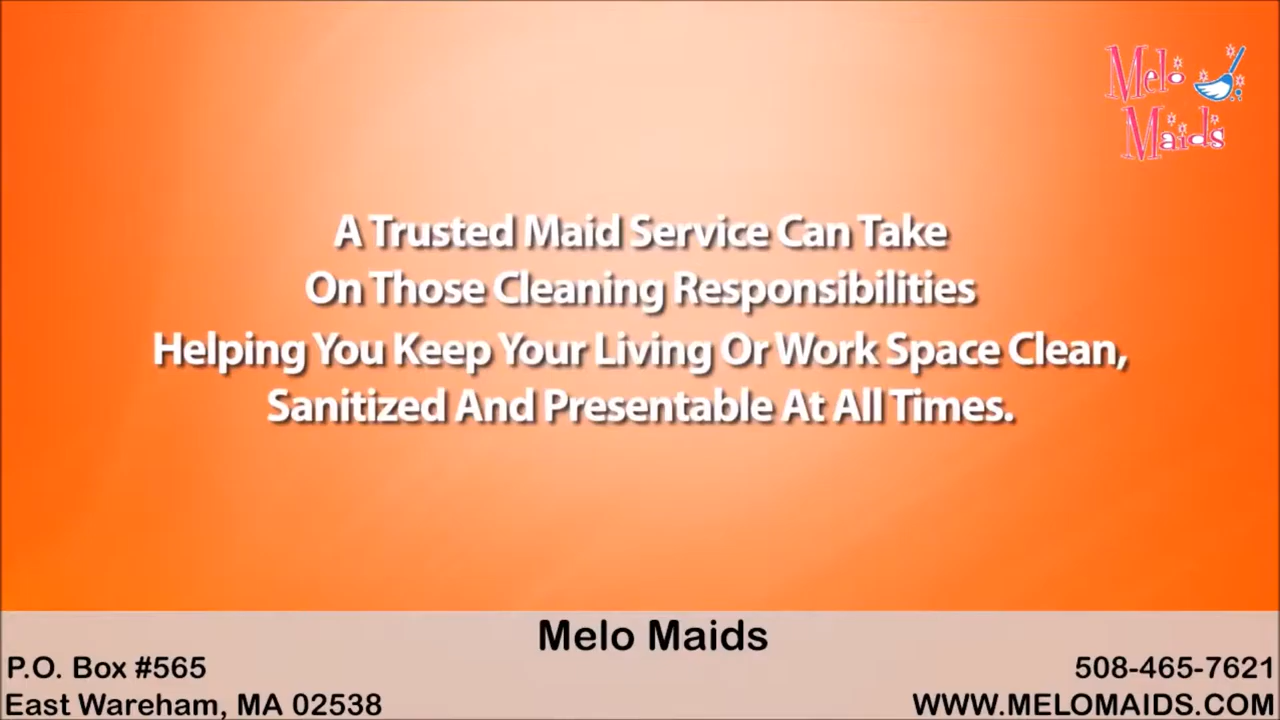 Melo
Maids
A Trusted Maid Service Can Take
On Those Cleaning Responsibilities
Helping You Keep Your Living Or Work Space Clean,
Sanitized And Presentable At All Times.
Melo Maids
P.O. Box #565
508-465-7621
East Wareham, MA 02538
WWW.MELOMAIDS.COM